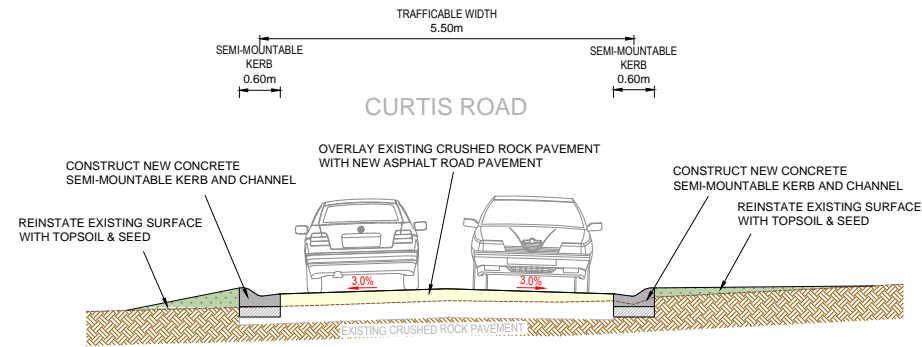 TRAFFICABLE WIDTH
5.50m
SEMI-MOUNTABLE
KERB
0.60m
SEMI-MOUNTABLE
KERB
0.60m
CURTIS ROAD
OVERLAY EXISTING CRUSHED ROCK PAVEMENT
WITH NEW ASPHALT ROAD PAVEMENT
CONSTRUCT NEW CONCRETE
SEMI-MOUNTABLE KERB AND CHANNEL
CONSTRUCT NEW CONCRETE
SEMI-MOUNTABLE KERB AND CHANNEL
REINSTATE EXISTING SURFACE
WITH TOPSOIL & SEED
REINSTATE EXISTING SURFACE
WITH TOPSOIL & SEED
3.0%
3.0%
EXISTING CRUSHED ROCK PAVEMENT